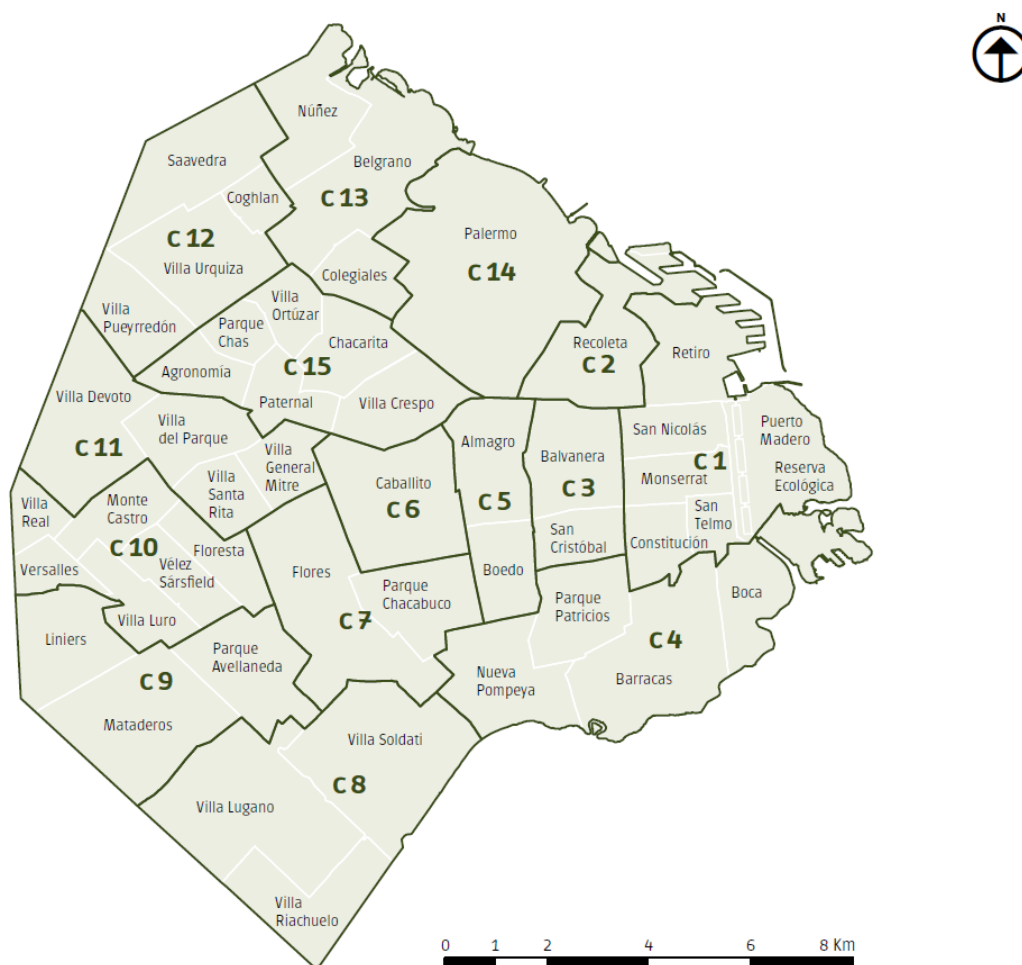 N
Núñez
Saavedra
Belgrano
Coghlan
C 13
C 12
Palermo
Villa Urquiza
Colegiales
C 14
Villa
Ortúzar
Villa
Pueyrredón
Parque
Chas
Chacarita
Recoleta
Retiro
C 2
Agronomía
C 15
Villa Devoto
Paternal
Villa Crespo
Villa
del Parque
C 11
Almagro
San Nicolás
Puerto
Madero
Villa
General
Mitre
Balvanera
C 1
Reserva
Ecológica
Caballito
Monserrat
Villa
Santa
Rita
C 3
Villa
Real
Monte
Castro
C 6
C 5
San
Telmo
San
Cristóbal
Constitución
C 10
Floresta
Versalles
Vélez
Sársfield
Flores
Boedo
Parque
Chacabuco
Boca
Parque
Patricios
Villa Luro
C 7
Liniers
C 4
Parque
Avellaneda
Nueva
Pompeya
Barracas
C 9
Mataderos
Villa Soldati
C 8
Villa Lugano
Villa
Riachuelo
0 1 2 4 6 8 Km